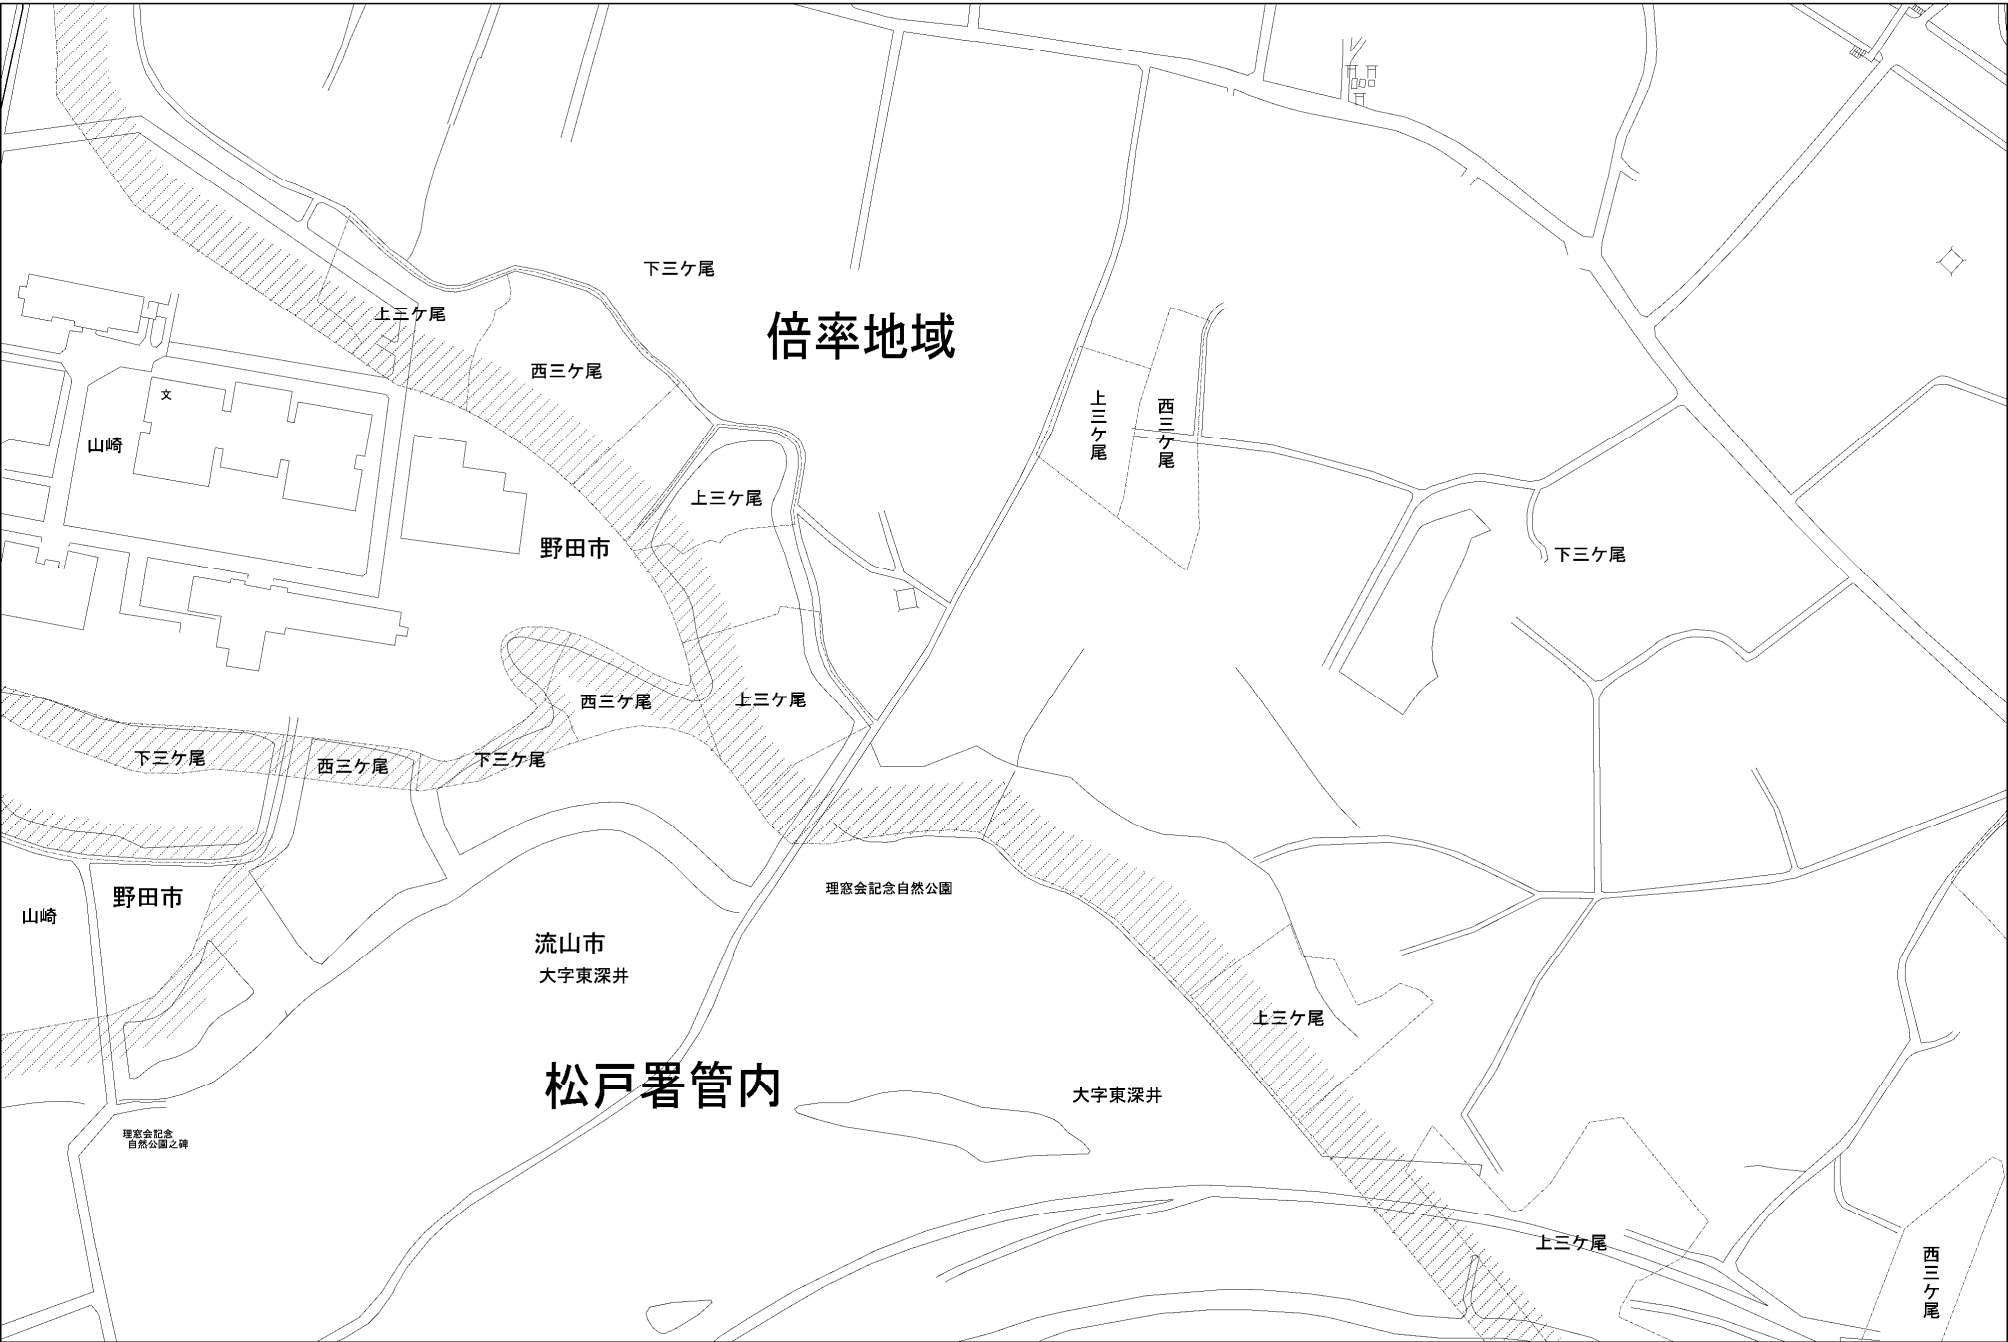 下三ケ尾
上三ケ尾
倍率地域
西三ケ尾
文
上三ケ尾
西三ケ尾
山崎
上三ケ尾
野田市
下三ケ尾
西三ケ尾
上三ケ尾
下三ケ尾
西三ケ尾
下三ケ尾
理窓会記念自然公園
野田市
山崎
流山市
大字東深井
上三ケ尾
松戸署管内
大字東深井
理窓会記念
自然公園之碑
上三ケ尾
西三ケ尾